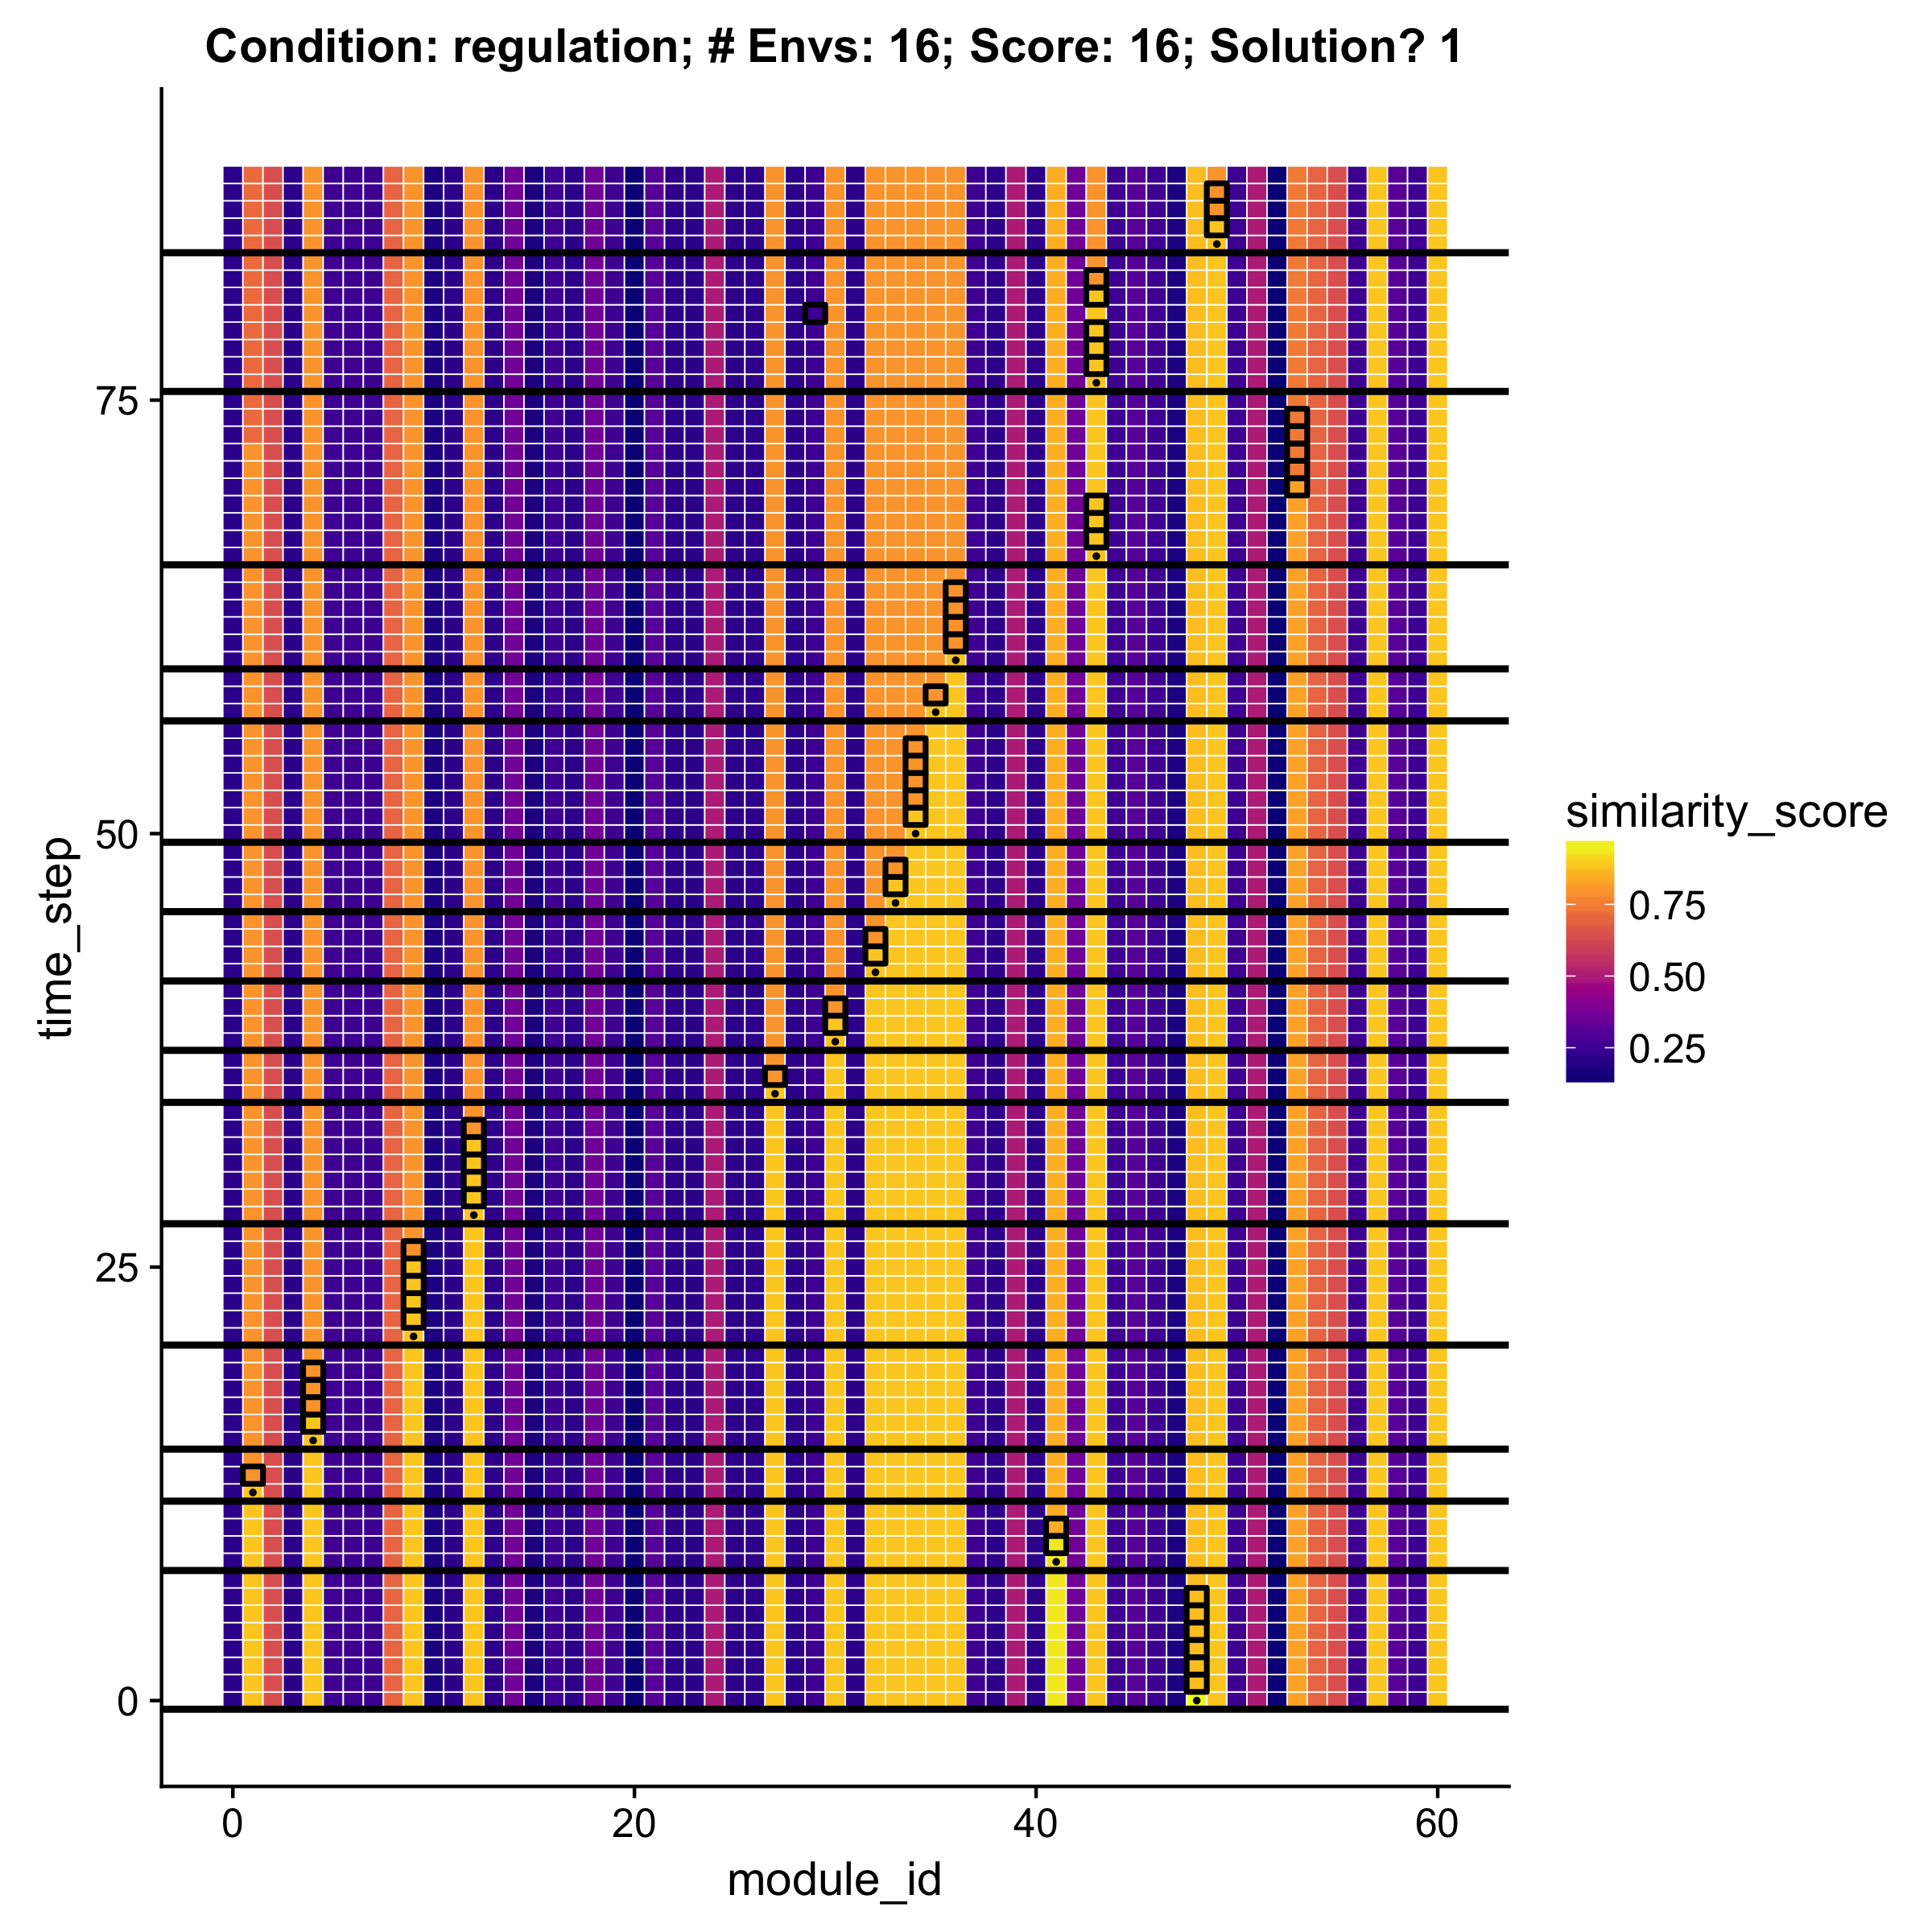 Condition: regulation; # Envs: 16; Score: 16; Solution? 1
75
50
25
0
time_step
0 20 40 60
module_id
similarity_score
0.75
0.50
0.25